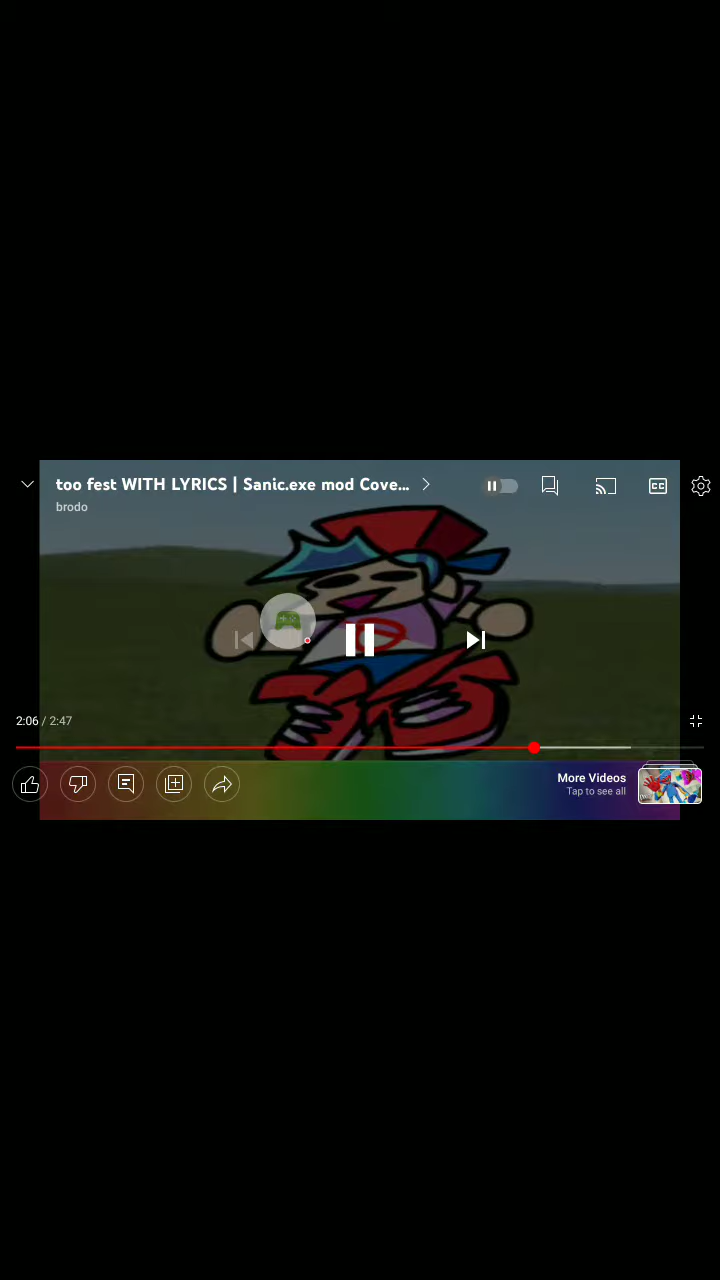 too fest WITH LYRICS | Sanic.exe mod Cove...
brodo
CC
2:06 / 2:47
More Videos
Tap to see all